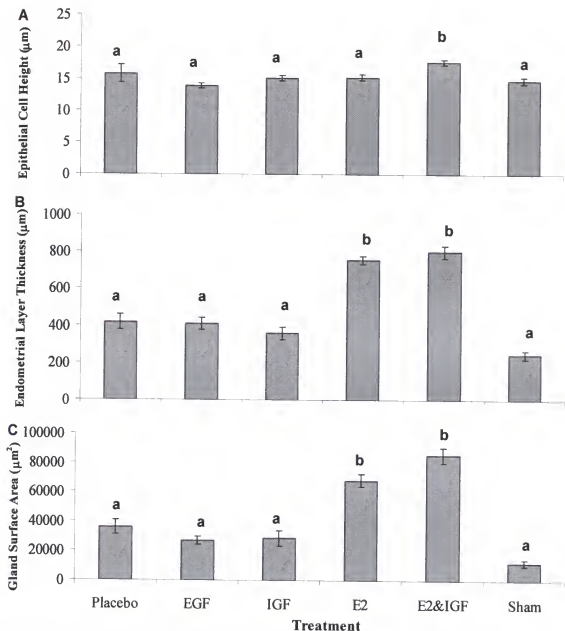 A
Epithelial Cell Height (µm)
25
20
15
10
5
0
a
a
a
a
b
a
B
Endometrial Layer Thickness (µm)
1000
800
600
400
200
0
a
a
a
b
b
a
C
Gland Surface Area (µm²)
100000
80000
60000
40000
20000
0
a
a
a
b
b
a
Placebo EGF IGF E2 E2&IGF Sham
Treatment